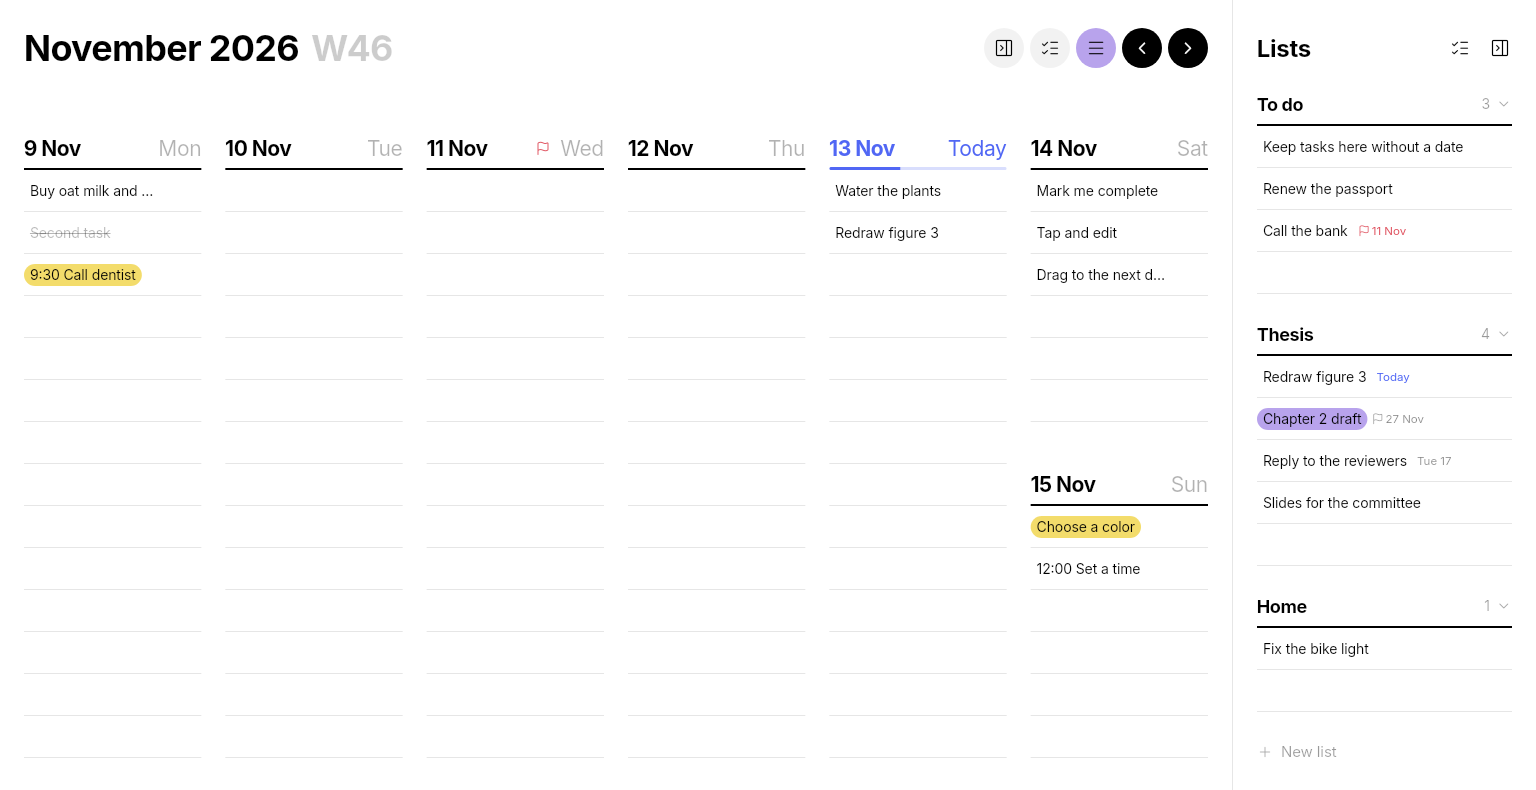 November 2026 W46
9 Nov Mon
Buy oat milk and ...
Second task
9:30 Call dentist
10 Nov Tue
11 Nov Wed
12 Nov Thu
13 Nov Today
Water the plants
Redraw figure 3
14 Nov Sat
Mark me complete
Tap and edit
Drag to the next d...
15 Nov Sun
Choose a color
12:00 Set a time
Lists
To do 3
Keep tasks here without a date
Renew the passport
Call the bank 11 Nov
Thesis 4
Redraw figure 3 Today
Chapter 2 draft 27 Nov
Reply to the reviewers Tue 17
Slides for the committee
Home 1
Fix the bike light
New list